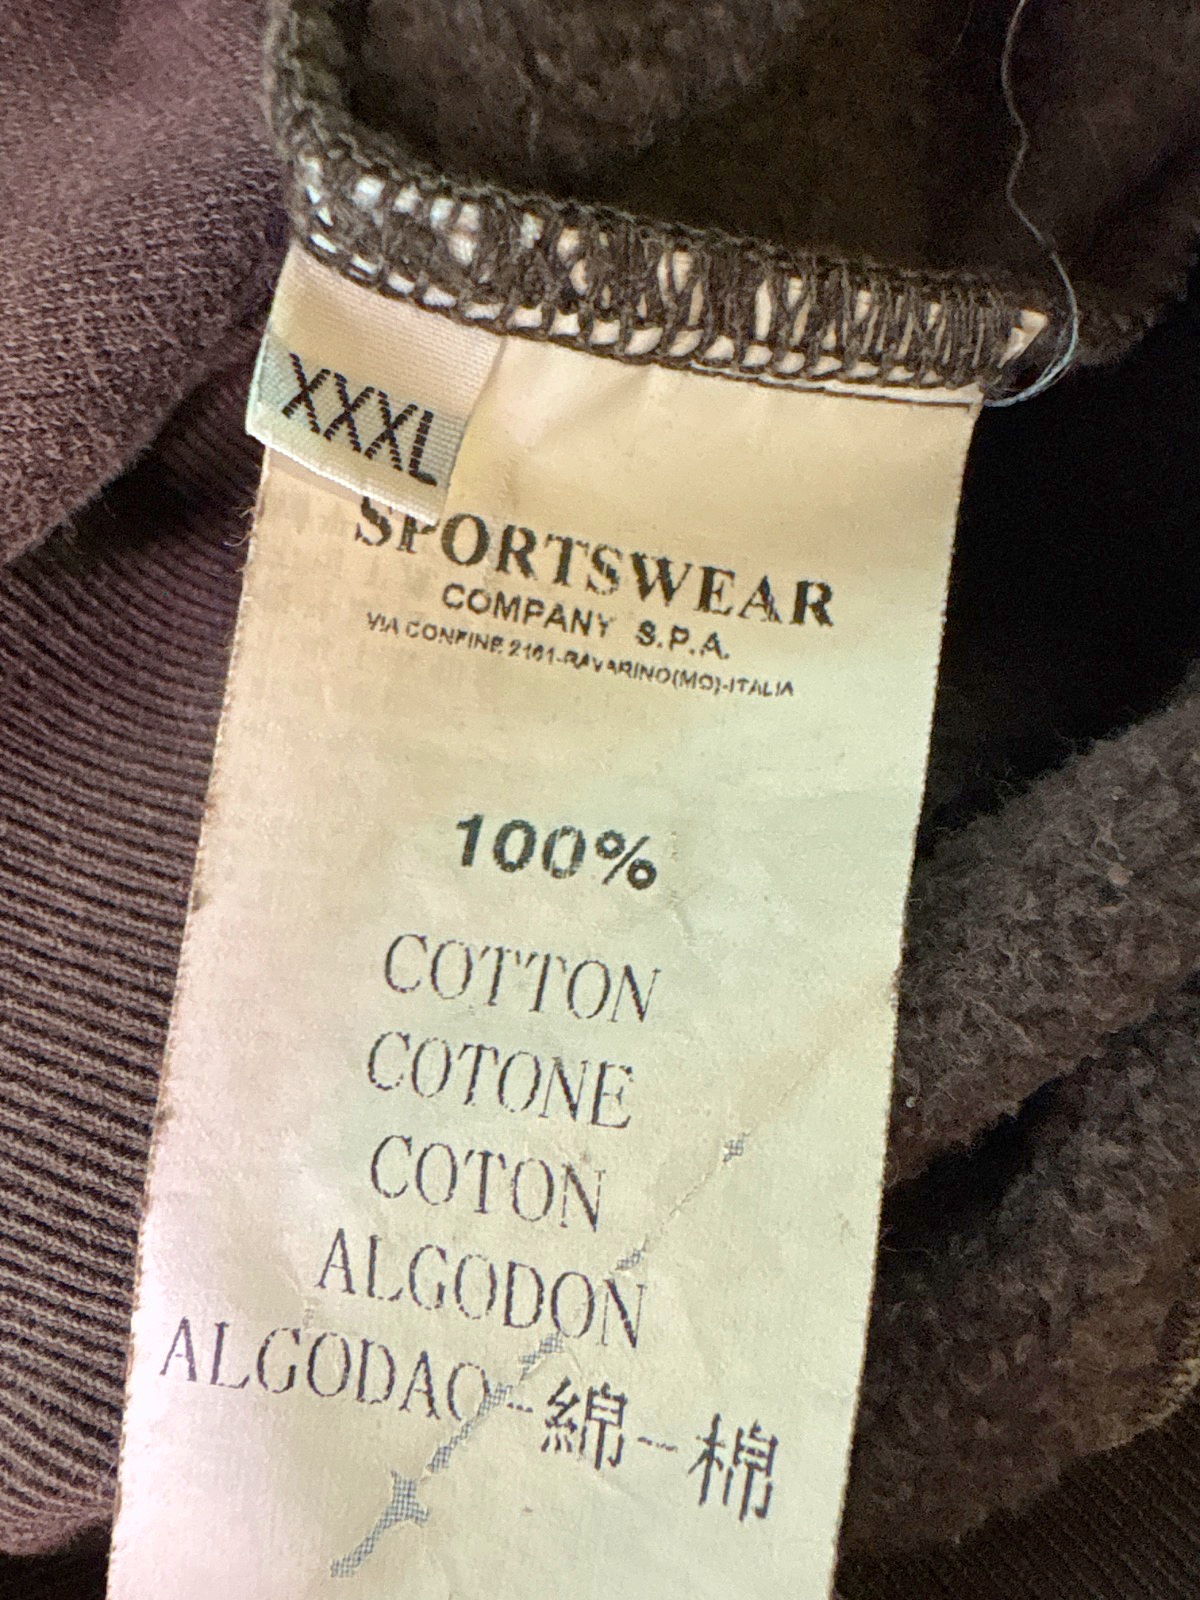 XXXL
SPORTSWEAR
COMPANY S.P.A.
VIA CONFINE 2161-RAVARINO(MO)-ITALIA
100%
COTTON
COTONE
COTON
ALGODON
ALGODAO-綿-棉